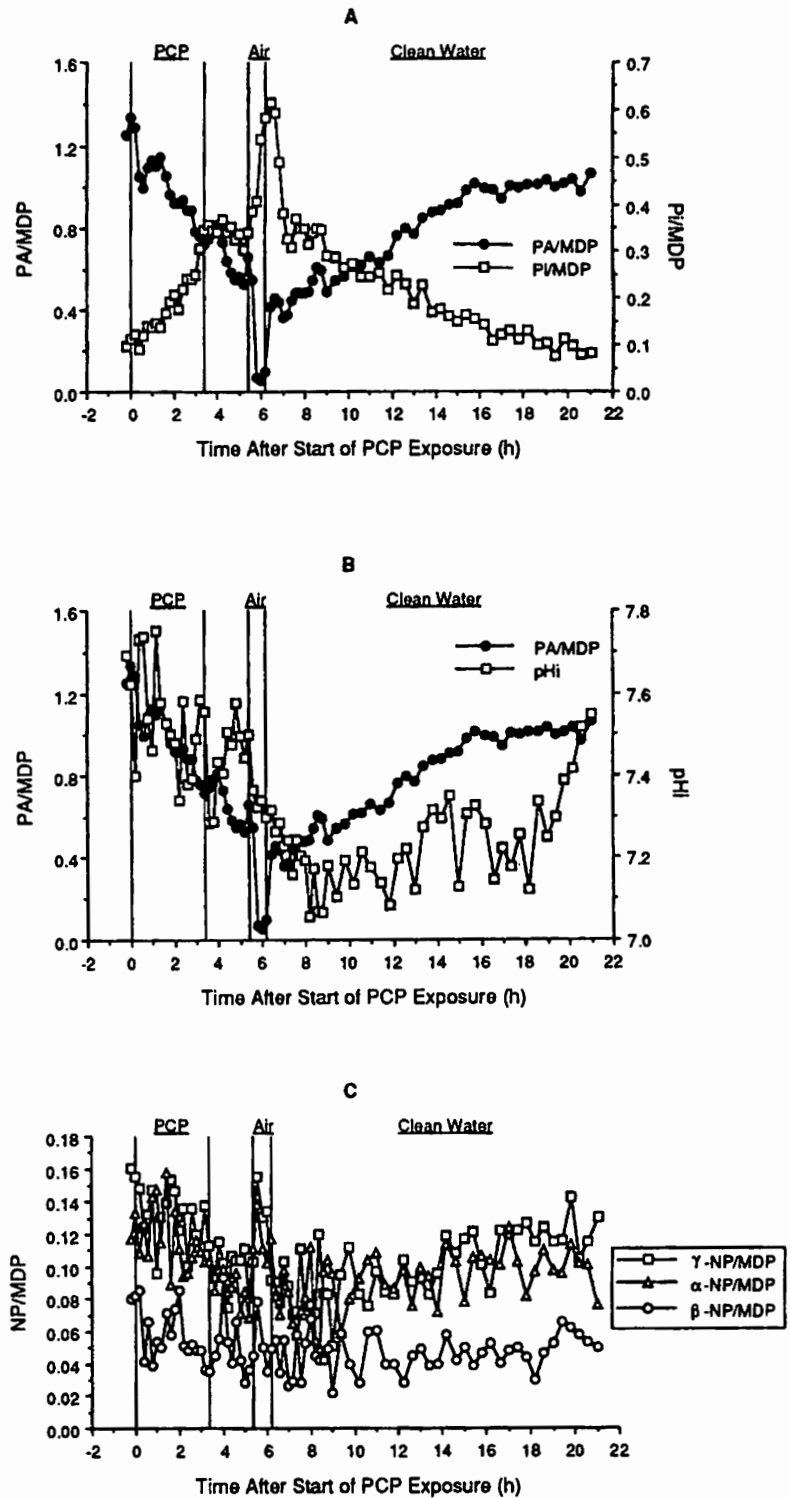 A
PCP Air Clean Water
1.6 0.7
0.6
1.2 0.5
0.4
0.8
0.3
0.4 0.2
0.1
0.0 0.0
PA/MDP
Pi/MDP
PA/MDP
PI/MDP
-2 0 2 4 6 8 10 12 14 16 18 20 22
Time After Start of PCP Exposure (h)
B
PCP Air Clean Water
1.6 7.8
1.2 7.6
0.8 7.4
0.4 7.2
0.0 7.0
PA/MDP
pHi
PA/MDP
pHi
-2 0 2 4 6 8 10 12 14 16 18 20 22
Time After Start of PCP Exposure (h)
C
PCP Air Clean Water
0.18
0.16
0.14
0.12
0.10
0.08
0.06
0.04
0.02
0.00
NP/MDP
γ-NP/MDP
α-NP/MDP
β-NP/MDP
-2 0 2 4 6 8 10 12 14 16 18 20 22
Time After Start of PCP Exposure (h)